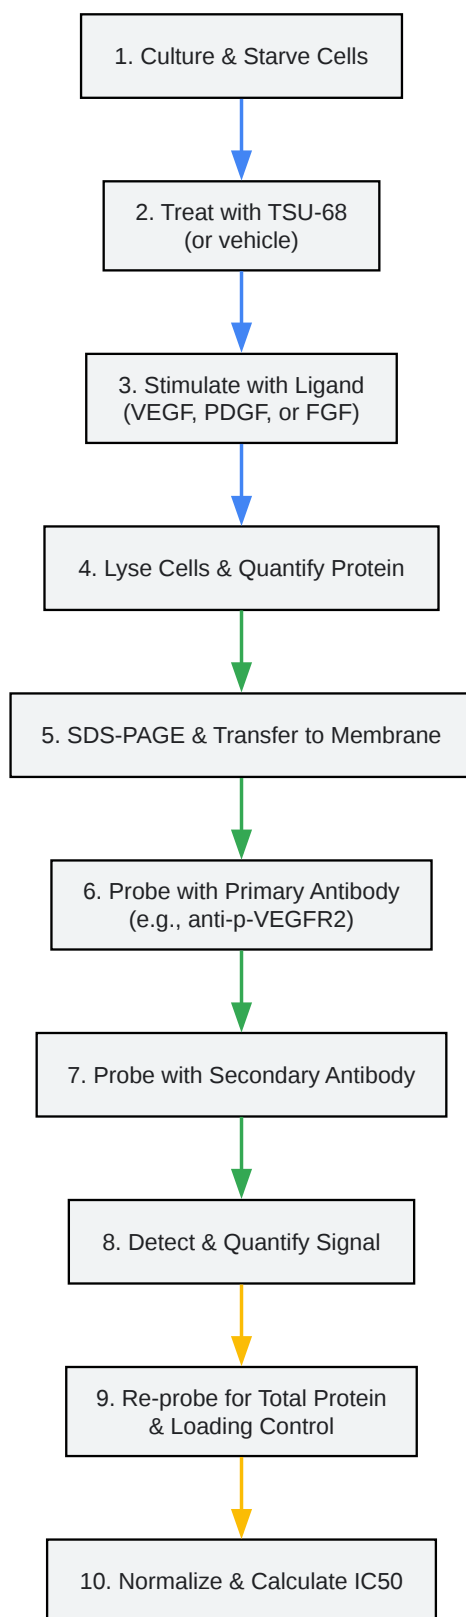 1. Culture & Starve Cells
2. Treat with TSU-68
(or vehicle)
3. Stimulate with Ligand
(VEGF, PDGF, or FGF)
4. Lyse Cells & Quantify Protein
5. SDS-PAGE & Transfer to Membrane
6. Probe with Primary Antibody
(e.g., anti-p-VEGFR2)
7. Probe with Secondary Antibody
8. Detect & Quantify Signal
9. Re-probe for Total Protein
& Loading Control
10. Normalize & Calculate IC50